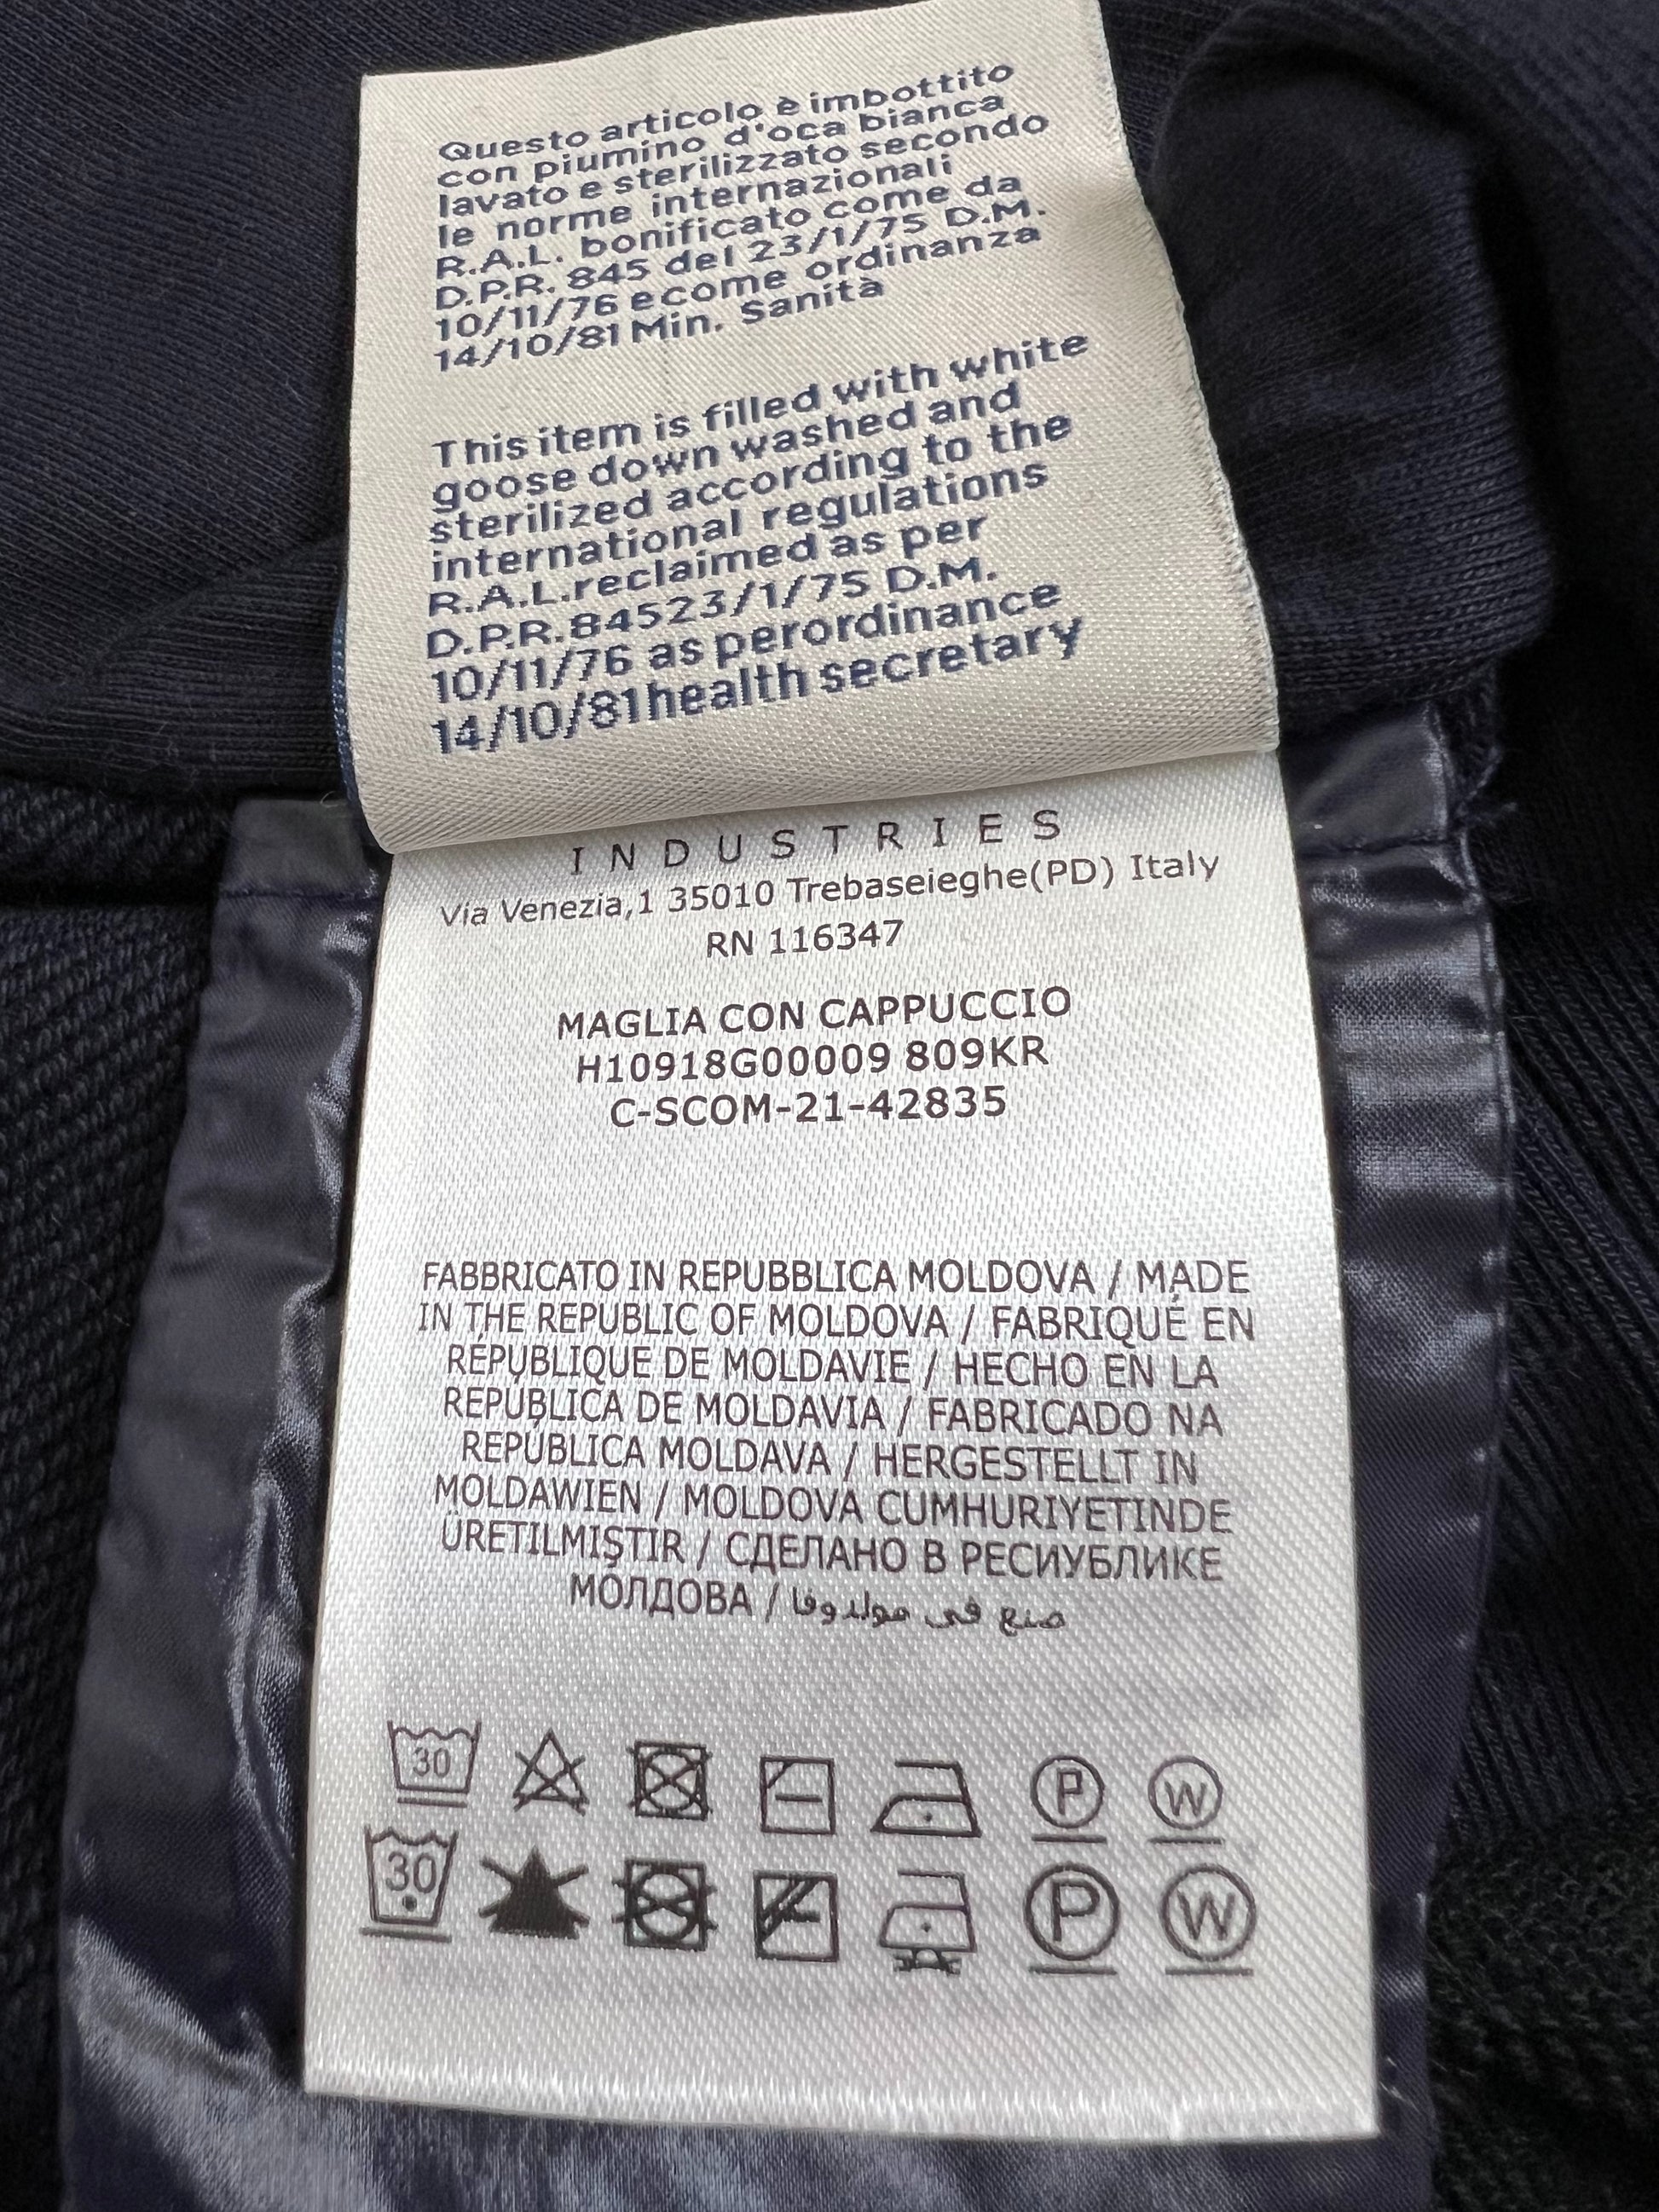 Questo articolo è imbottito
con piumino d'oca bianca
lavato e sterilizzato secondo
le norme internazionali
R.A.L. bonificato come da
D.P.R. 845 del 23/1/75 D.M.
10/11/76 e come ordinanza
14/10/81 Min. Sanità
This item is filled with white
goose down washed and
sterilized according to the
international regulations
R.A.L.reclaimed as per
D.P.R.84523/1/75 D.M.
10/11/76 as perordinance
14/10/81health secretary
INDUSTRIES
Via Venezia,1 35010 Trebaseieghe(PD) Italy
RN 116347
MAGLIA CON CAPPUCCIO
H10918G00009 809KR
C-SCOM-21-42835
FABBRICATO IN REPUBBLICA MOLDOVA / MADE
IN THE REPUBLIC OF MOLDOVA / FABRIQUÉ EN
RÉPUBLIQUE DE MOLDAVIE / HECHO EN LA
REPÚBLICA DE MOLDAVIA / FABRICADO NA
REPÚBLICA MOLDAVA / HERGESTELLT IN
MOLDAWIEN / MOLDOVA CUMHURIYETINDE
ÜRETILMIŞTIR / СДЕЛАНО В РЕСИУБЛИКЕ
МОЛДОВА / صنع في مولدوفا
30 P W
30 P W